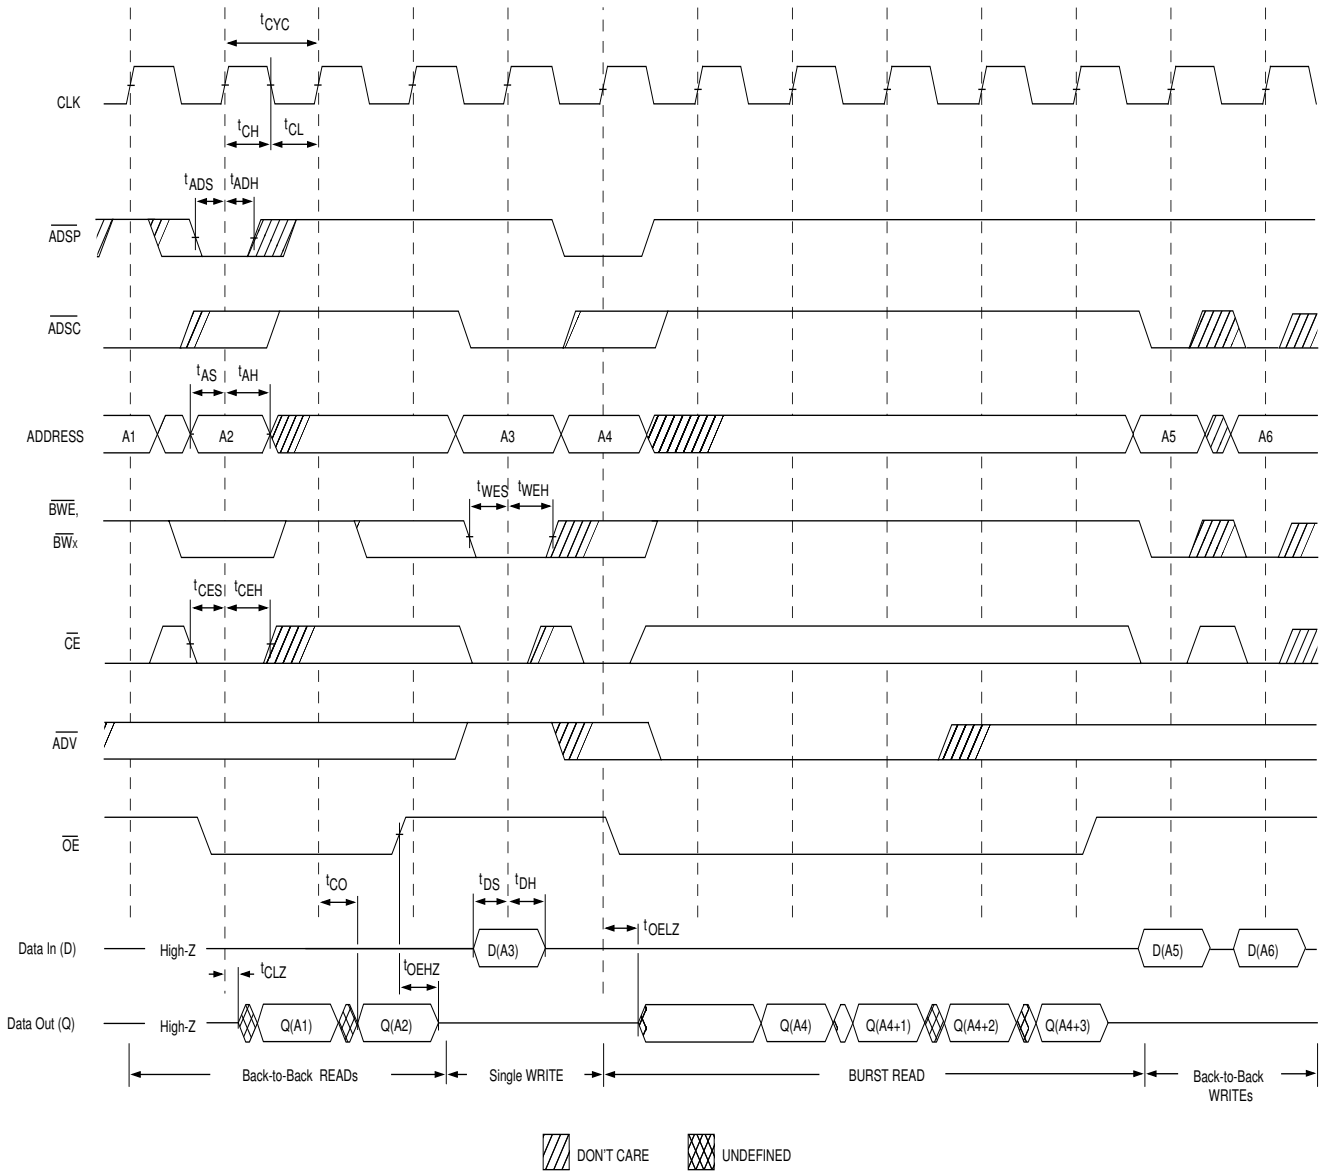 tCYC
CLK
tCH
tCL
tADS
tADH
ADSP
ADSC
tAS
tAH
ADDRESS
A1
A2
A3
A4
A5
A6
tWES
tWEH
BWE,
BWx
tCES
tCEH
CE
ADV
OE
tCO
tDS
tDH
tOELZ
Data In (D)
High-Z
D(A3)
D(A5)
D(A6)
tCLZ
tOEHZ
Data Out (Q)
High-Z
Q(A1)
Q(A2)
Q(A4)
Q(A4+1)
Q(A4+2)
Q(A4+3)
Back-to-Back READs
Single WRITE
BURST READ
Back-to-Back
WRITEs
DON'T CARE
UNDEFINED